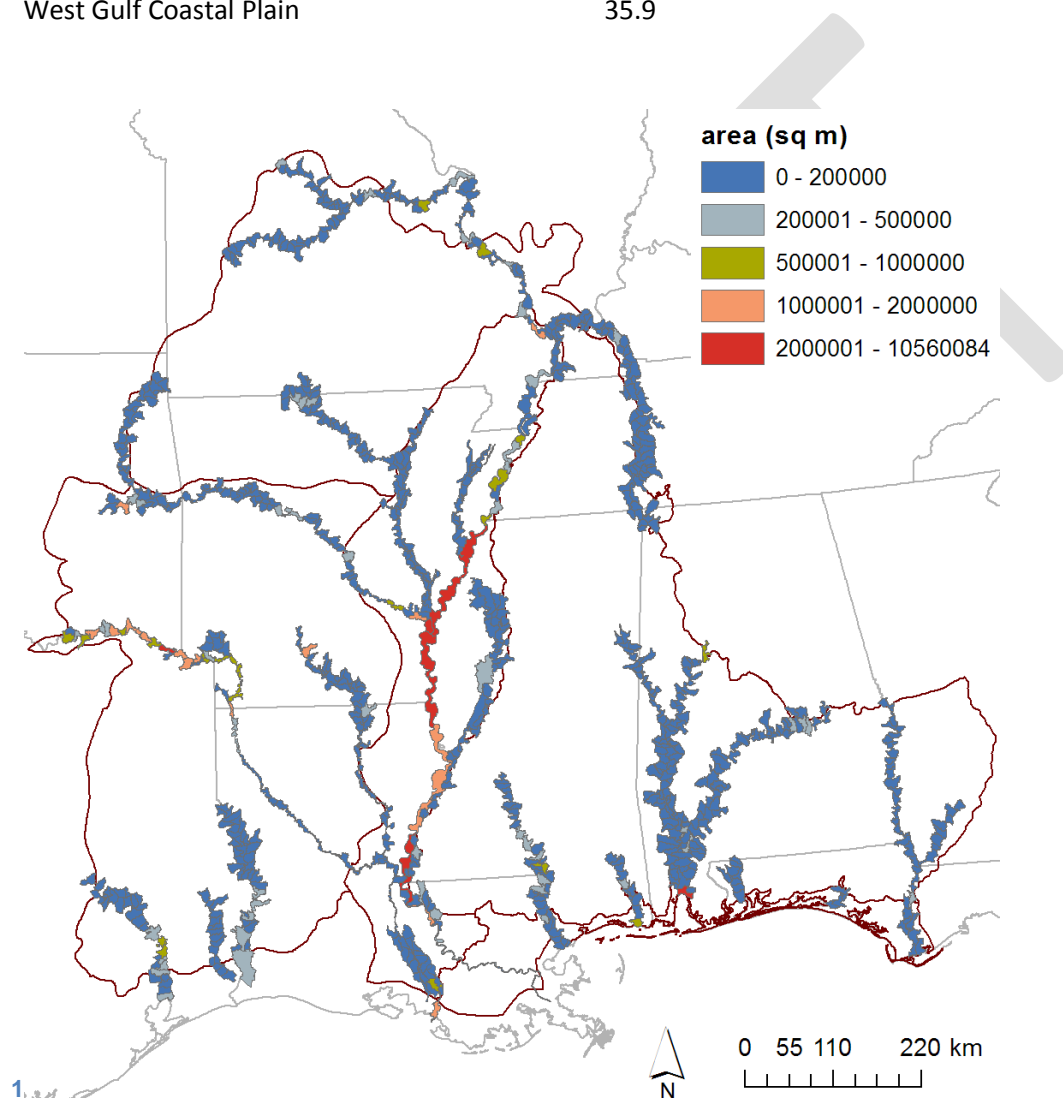 West Gulf Coastal Plain 35.9
area (sq m)
0 - 200000
200001 - 500000
500001 - 1000000
1000001 - 2000000
2000001 - 10560084
0 55 110 220 km
N
1